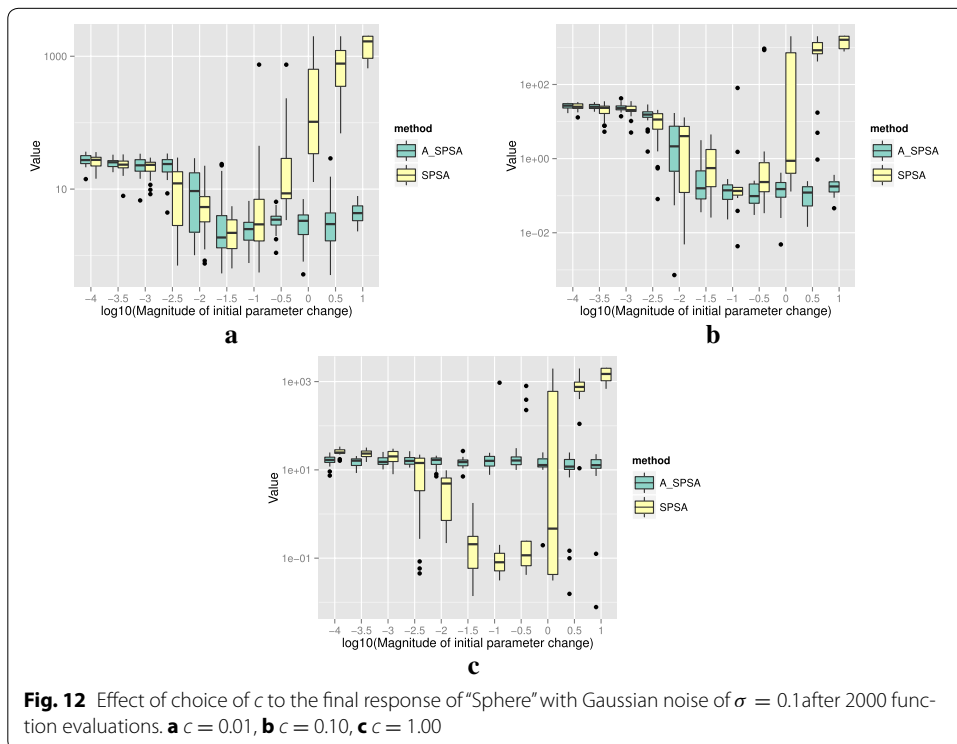 1000
10
Value
-4 -3.5 -3 -2.5 -2 -1.5 -1 -0.5 0 0.5 1
log10(Magnitude of initial parameter change)
method
A_SPSA
SPSA
a
1e+02
1e+00
1e-02
Value
-4 -3.5 -3 -2.5 -2 -1.5 -1 -0.5 0 0.5 1
log10(Magnitude of initial parameter change)
method
A_SPSA
SPSA
b
1e+03
1e+01
1e-01
Value
-4 -3.5 -3 -2.5 -2 -1.5 -1 -0.5 0 0.5 1
log10(Magnitude of initial parameter change)
method
A_SPSA
SPSA
c
Fig. 12 Effect of choice of c to the final response of "Sphere" with Gaussian noise of σ = 0.1after 2000 func-
tion evaluations. a c = 0.01, b c = 0.10, c c = 1.00